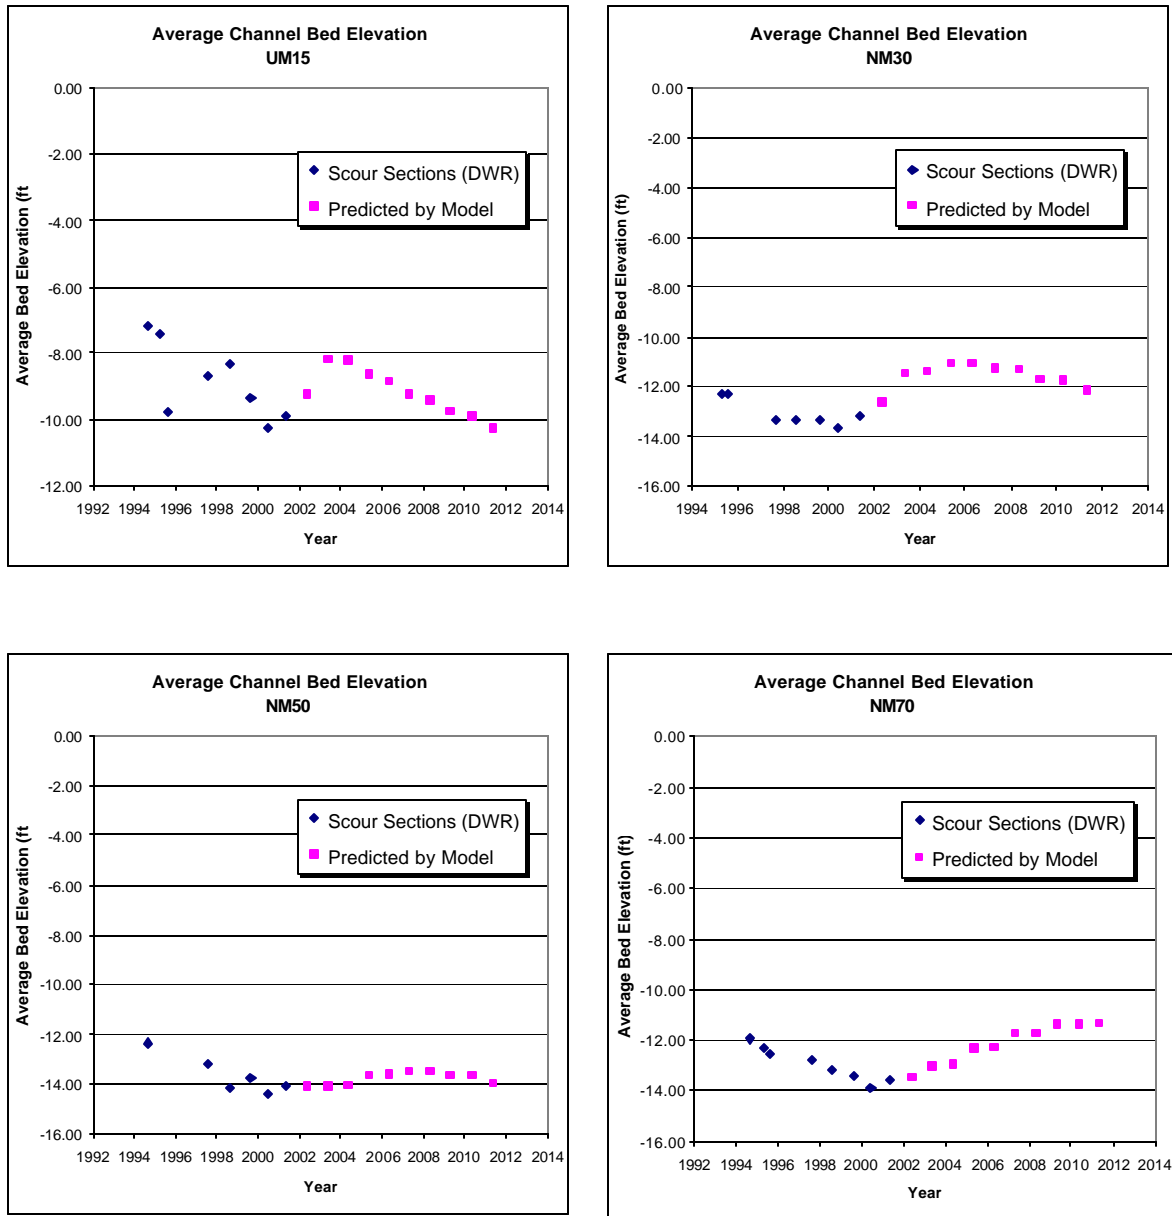 Average Channel Bed Elevation
UM15
0.00
-2.00
-4.00
-6.00
-8.00
-10.00
-12.00
Average Bed Elevation (ft
Scour Sections (DWR)
Predicted by Model
1992 1994 1996 1998 2000 2002 2004 2006 2008 2010 2012 2014
Year
Average Channel Bed Elevation
NM30
0.00
-2.00
-4.00
-6.00
-8.00
-10.00
-12.00
-14.00
-16.00
Average Bed Elevation (ft)
Scour Sections (DWR)
Predicted by Model
1994 1996 1998 2000 2002 2004 2006 2008 2010 2012 2014
Year
Average Channel Bed Elevation
NM50
0.00
-2.00
-4.00
-6.00
-8.00
-10.00
-12.00
-14.00
-16.00
Average Bed Elevation (ft
Scour Sections (DWR)
Predicted by Model
1992 1994 1996 1998 2000 2002 2004 2006 2008 2010 2012 2014
Year
Average Channel Bed Elevation
NM70
0.00
-2.00
-4.00
-6.00
-8.00
-10.00
-12.00
-14.00
-16.00
Average Bed Elevation (ft)
Scour Sections (DWR)
Predicted by Model
1992 1994 1996 1998 2000 2002 2004 2006 2008 2010 2012 2014
Year